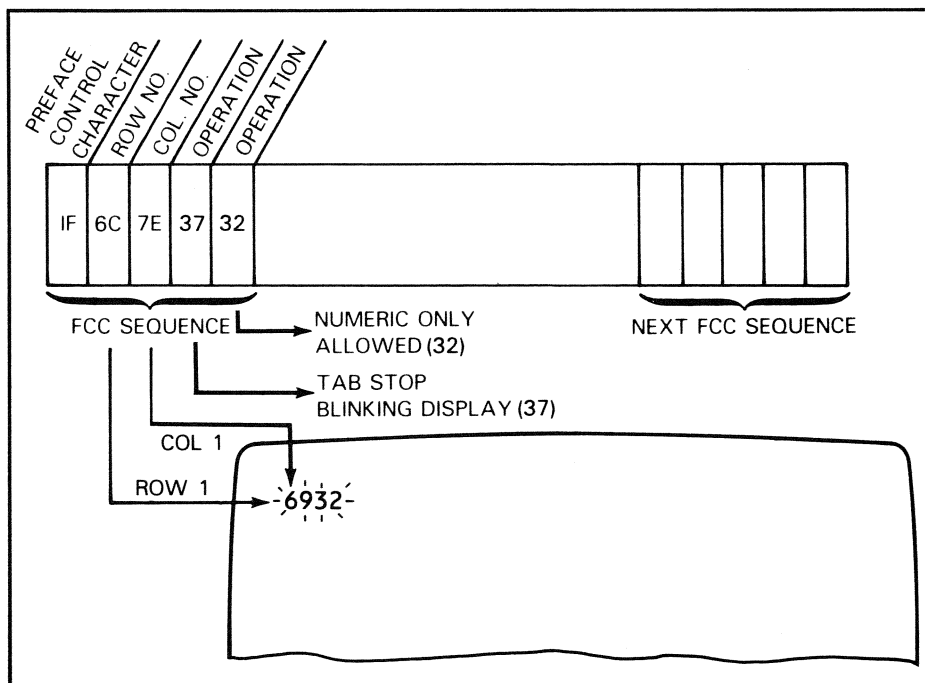 PREFACE
CONTROL
CHARACTER
ROW NO.
COL. NO.
OPERATION
OPERATION
IF 6C 7E 37 32
FCC SEQUENCE
NEXT FCC SEQUENCE
NUMERIC ONLY
ALLOWED (32)
TAB STOP
BLINKING DISPLAY (37)
COL 1
ROW 1
6932